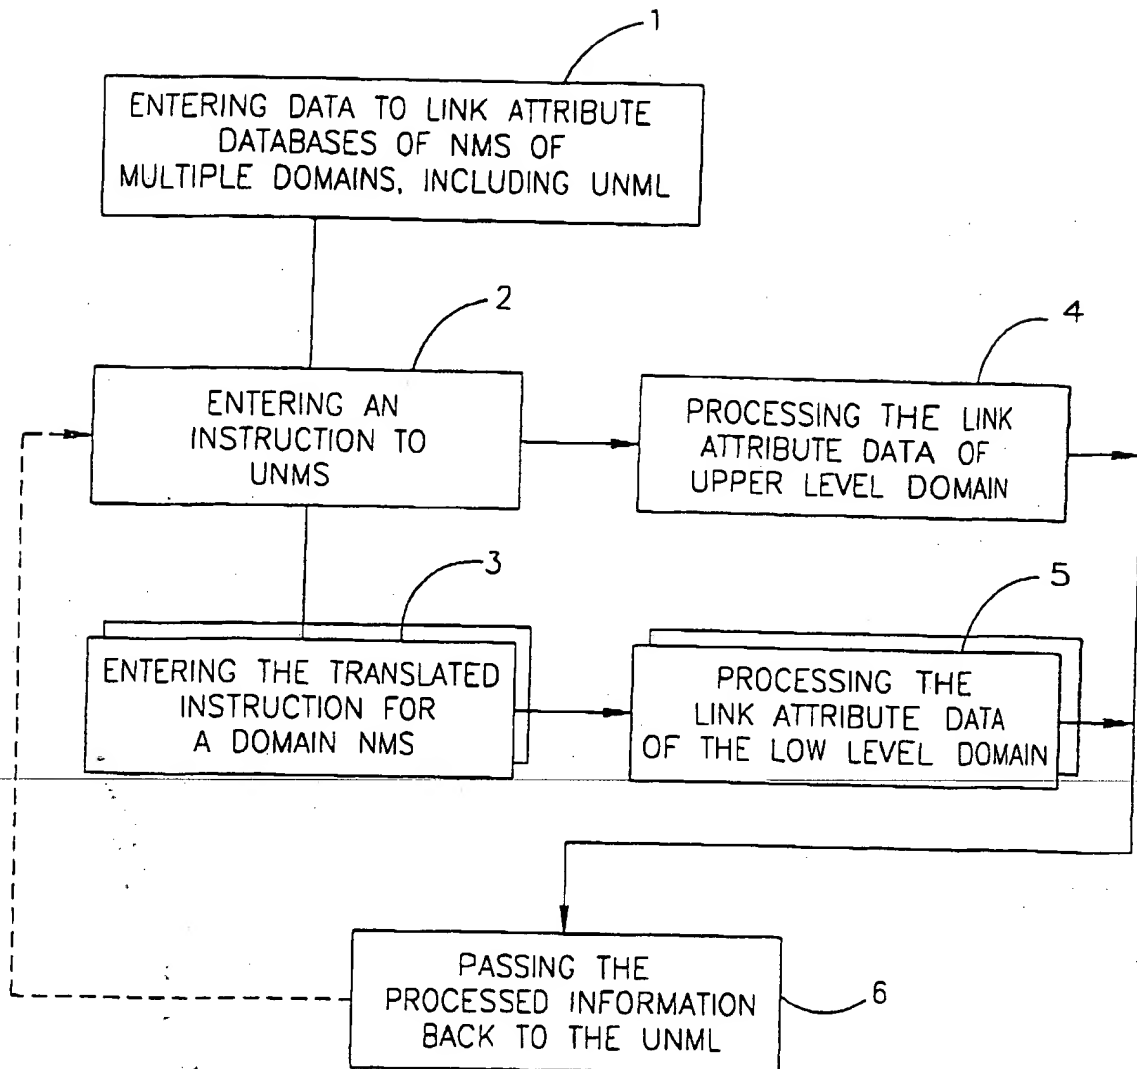 1
ENTERING DATA TO LINK ATTRIBUTE
DATABASES OF NMS OF
MULTIPLE DOMAINS, INCLUDING UNML
2
ENTERING AN
INSTRUCTION TO
UNMS
4
PROCESSING THE LINK
ATTRIBUTE DATA OF
UPPER LEVEL DOMAIN
3
ENTERING THE TRANSLATED
INSTRUCTION FOR
A DOMAIN NMS
5
PROCESSING THE
LINK ATTRIBUTE DATA
OF THE LOW LEVEL DOMAIN
PASSING THE
PROCESSED INFORMATION
BACK TO THE UNML
6